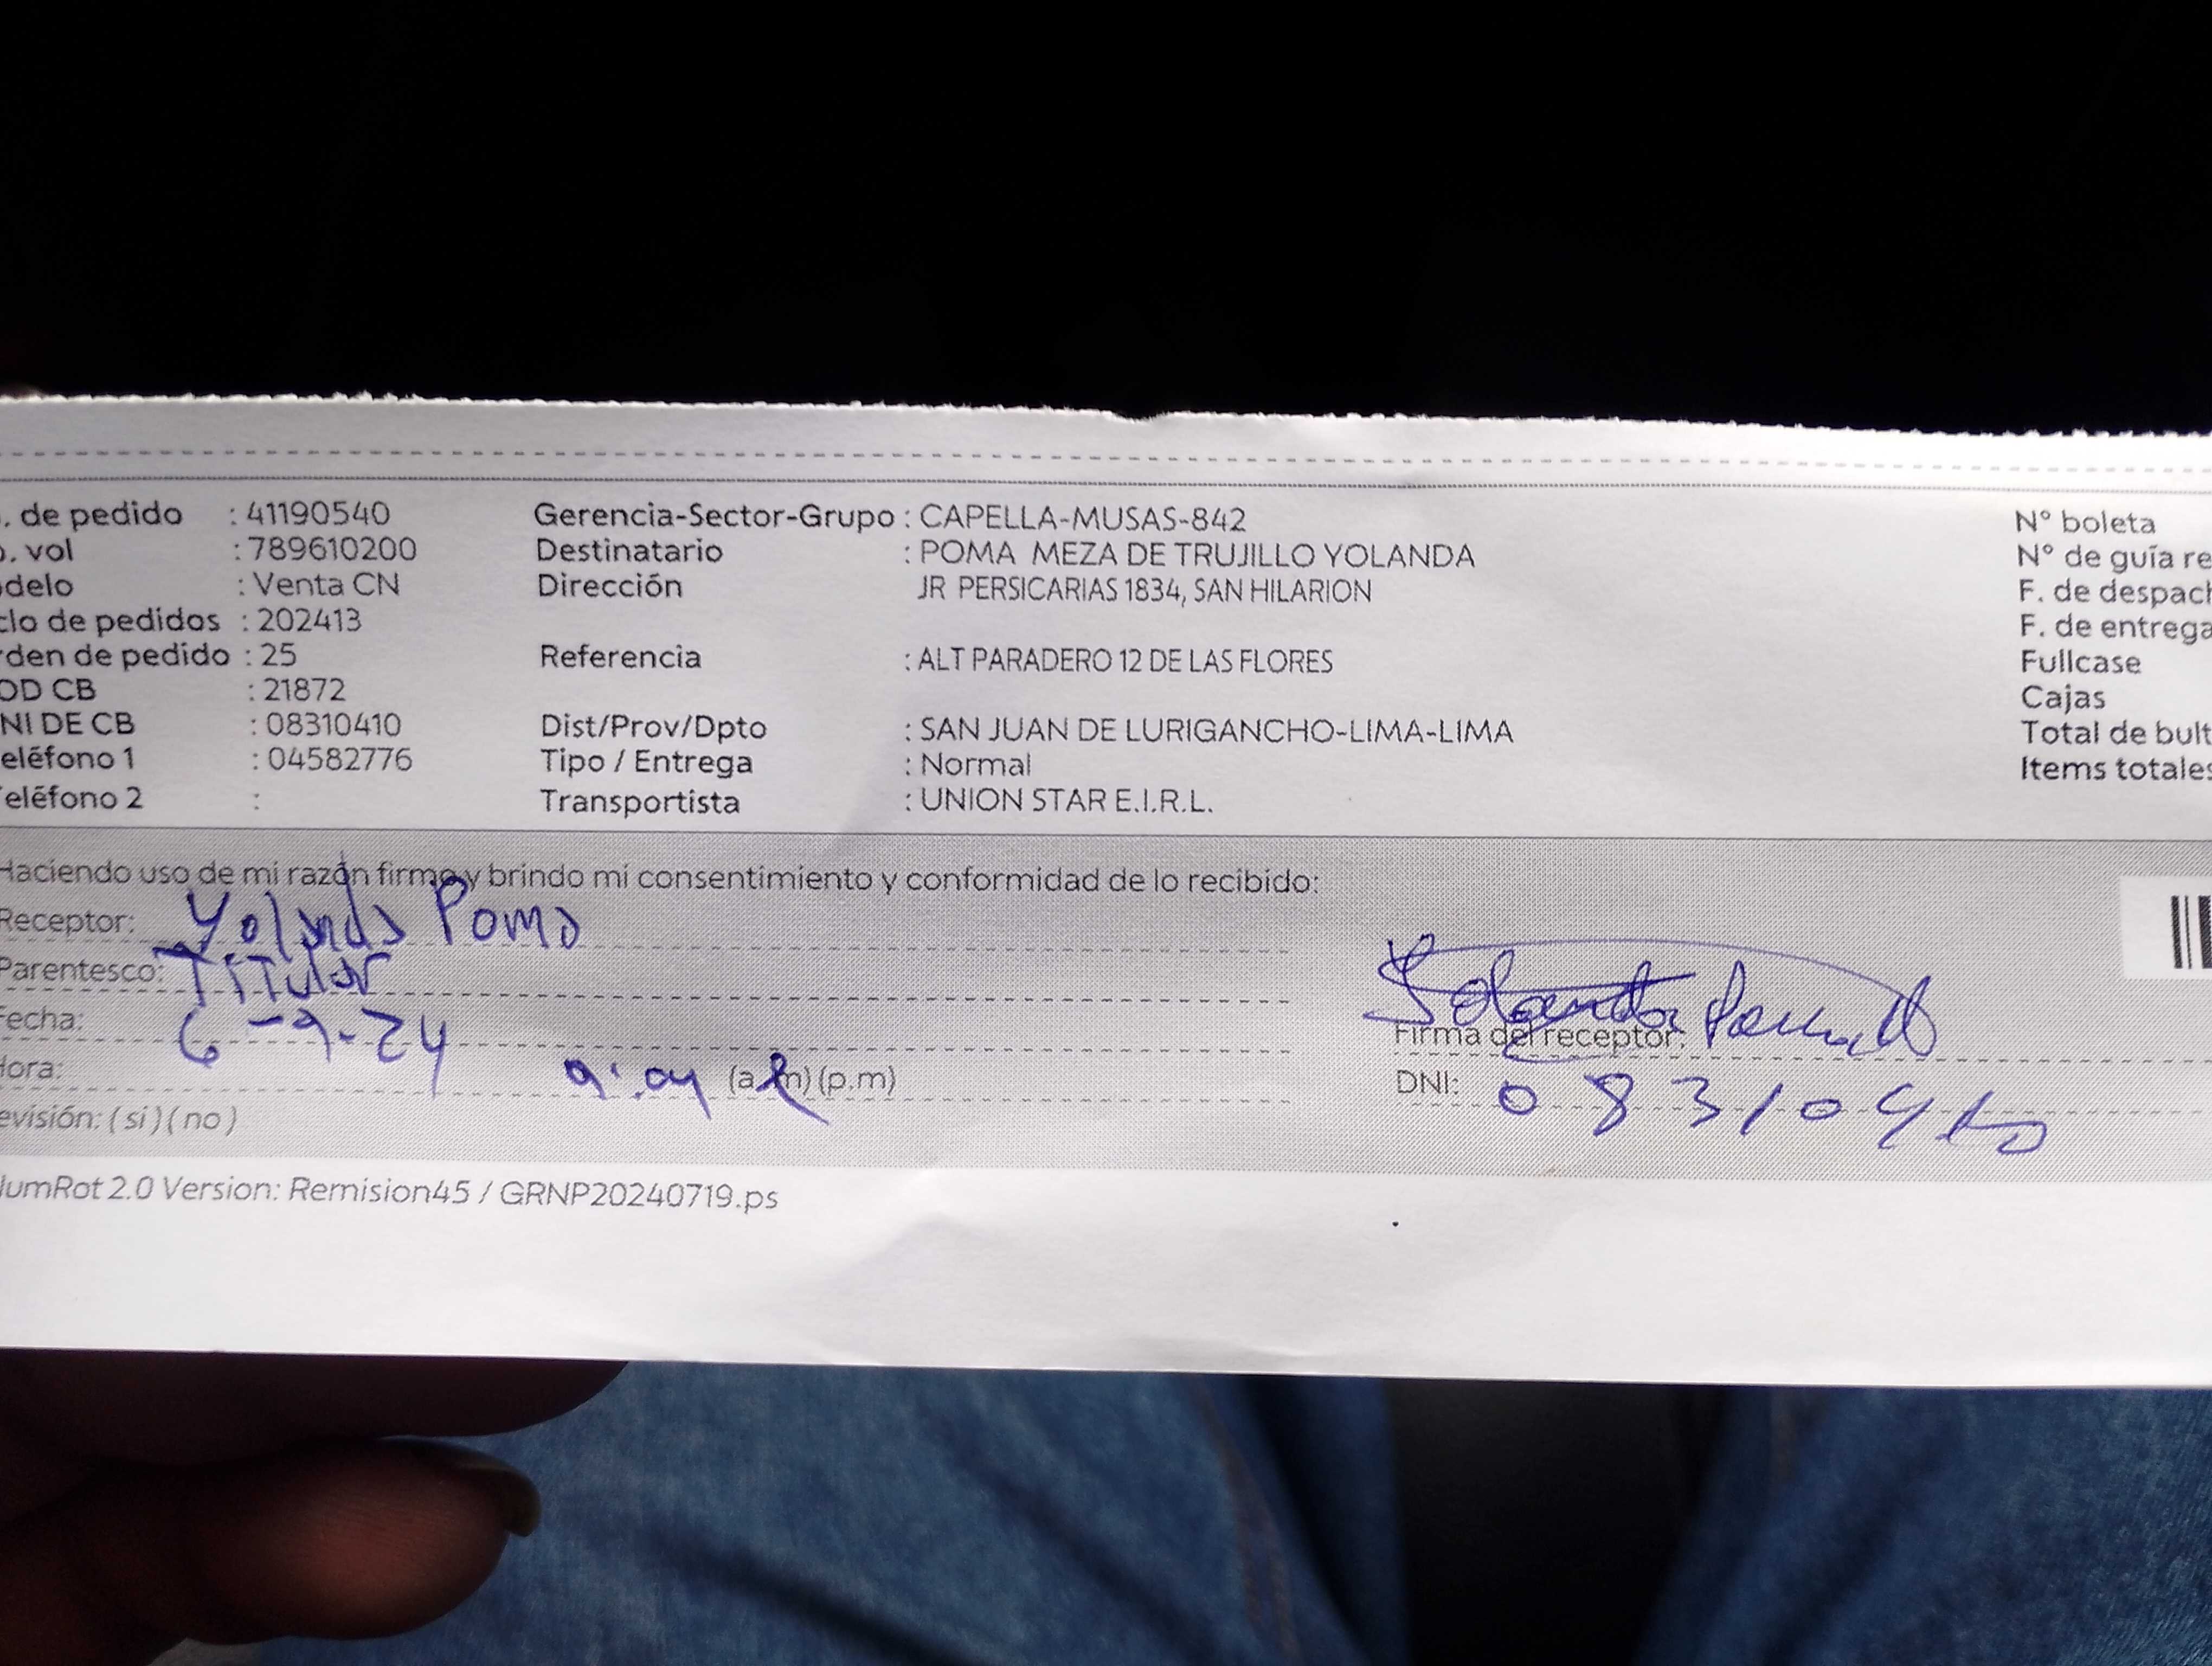 . de pedido : 41190540 Gerencia-Sector-Grupo : CAPELLA-MUSAS-842 N° boleta
o. vol : 789610200 Destinatario : POMA MEZA DE TRUJILLO YOLANDA N° de guía re
odelo : Venta CN Dirección JR PERSICARIAS 1834, SAN HILARION F. de despach
clo de pedidos : 202413 F. de entrega
rden de pedido : 25 Referencia : ALT PARADERO 12 DE LAS FLORES Fullcase
OD CB : 21872 Cajas
NI DE CB : 08310410 Dist/Prov/Dpto : SAN JUAN DE LURIGANCHO-LIMA-LIMA Total de bult
eléfono 1 : 04582776 Tipo / Entrega : Normal Items totales
eléfono 2 : Transportista : UNION STAR E.I.R.L.
Haciendo uso de mi razón firmo y brindo mi consentimiento y conformidad de lo recibido:
Receptor: Yolanda Poma
Parentesco: Titular
Fecha: 6-9-24 Firma del receptor: Yolanda
Hora: 9:04 (a.m) (p.m) DNI: 08310410
evisión: ( si ) ( no )
NumRot 2.0 Version: Remision45 / GRNP20240719.ps